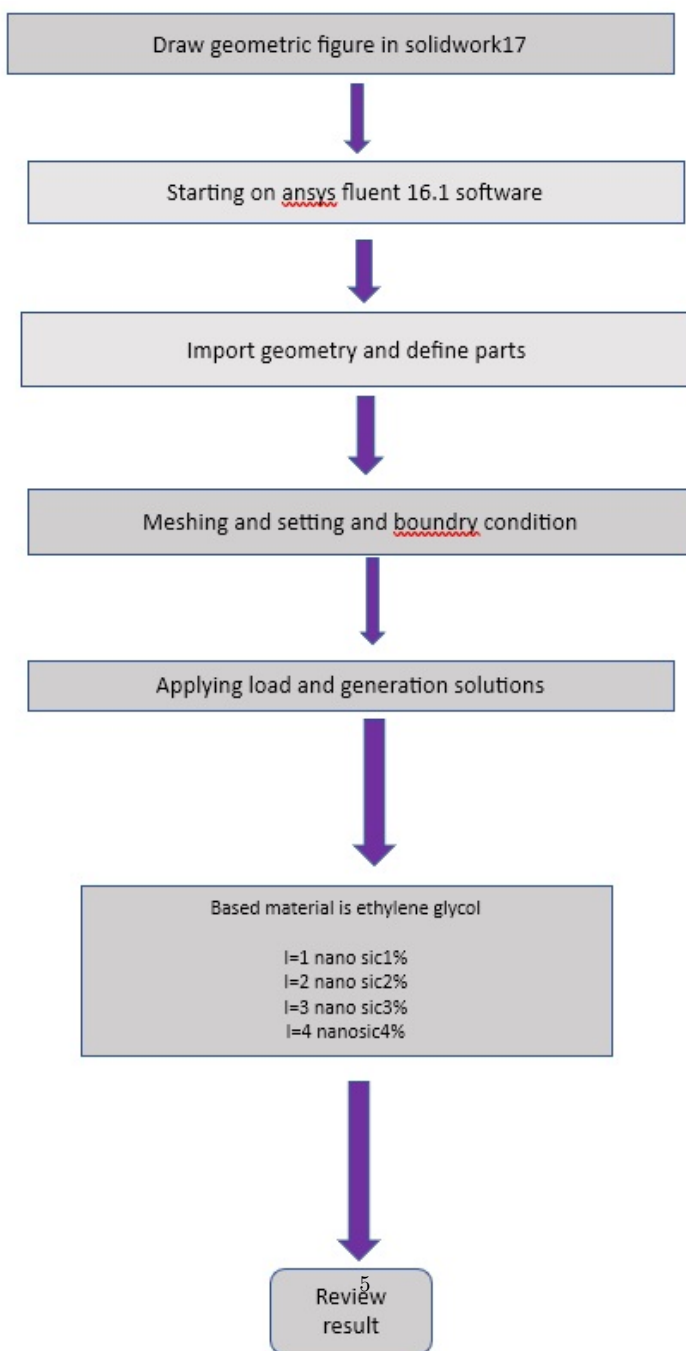 Draw geometric figure in solidwork17
Starting on ansys fluent 16.1 software
Import geometry and define parts
Meshing and setting and boundry condition
Applying load and generation solutions
Based material is ethylene glycol
I=1 nano sic1%
I=2 nano sic2%
I=3 nano sic3%
I=4 nanosic4%
5
Review
result